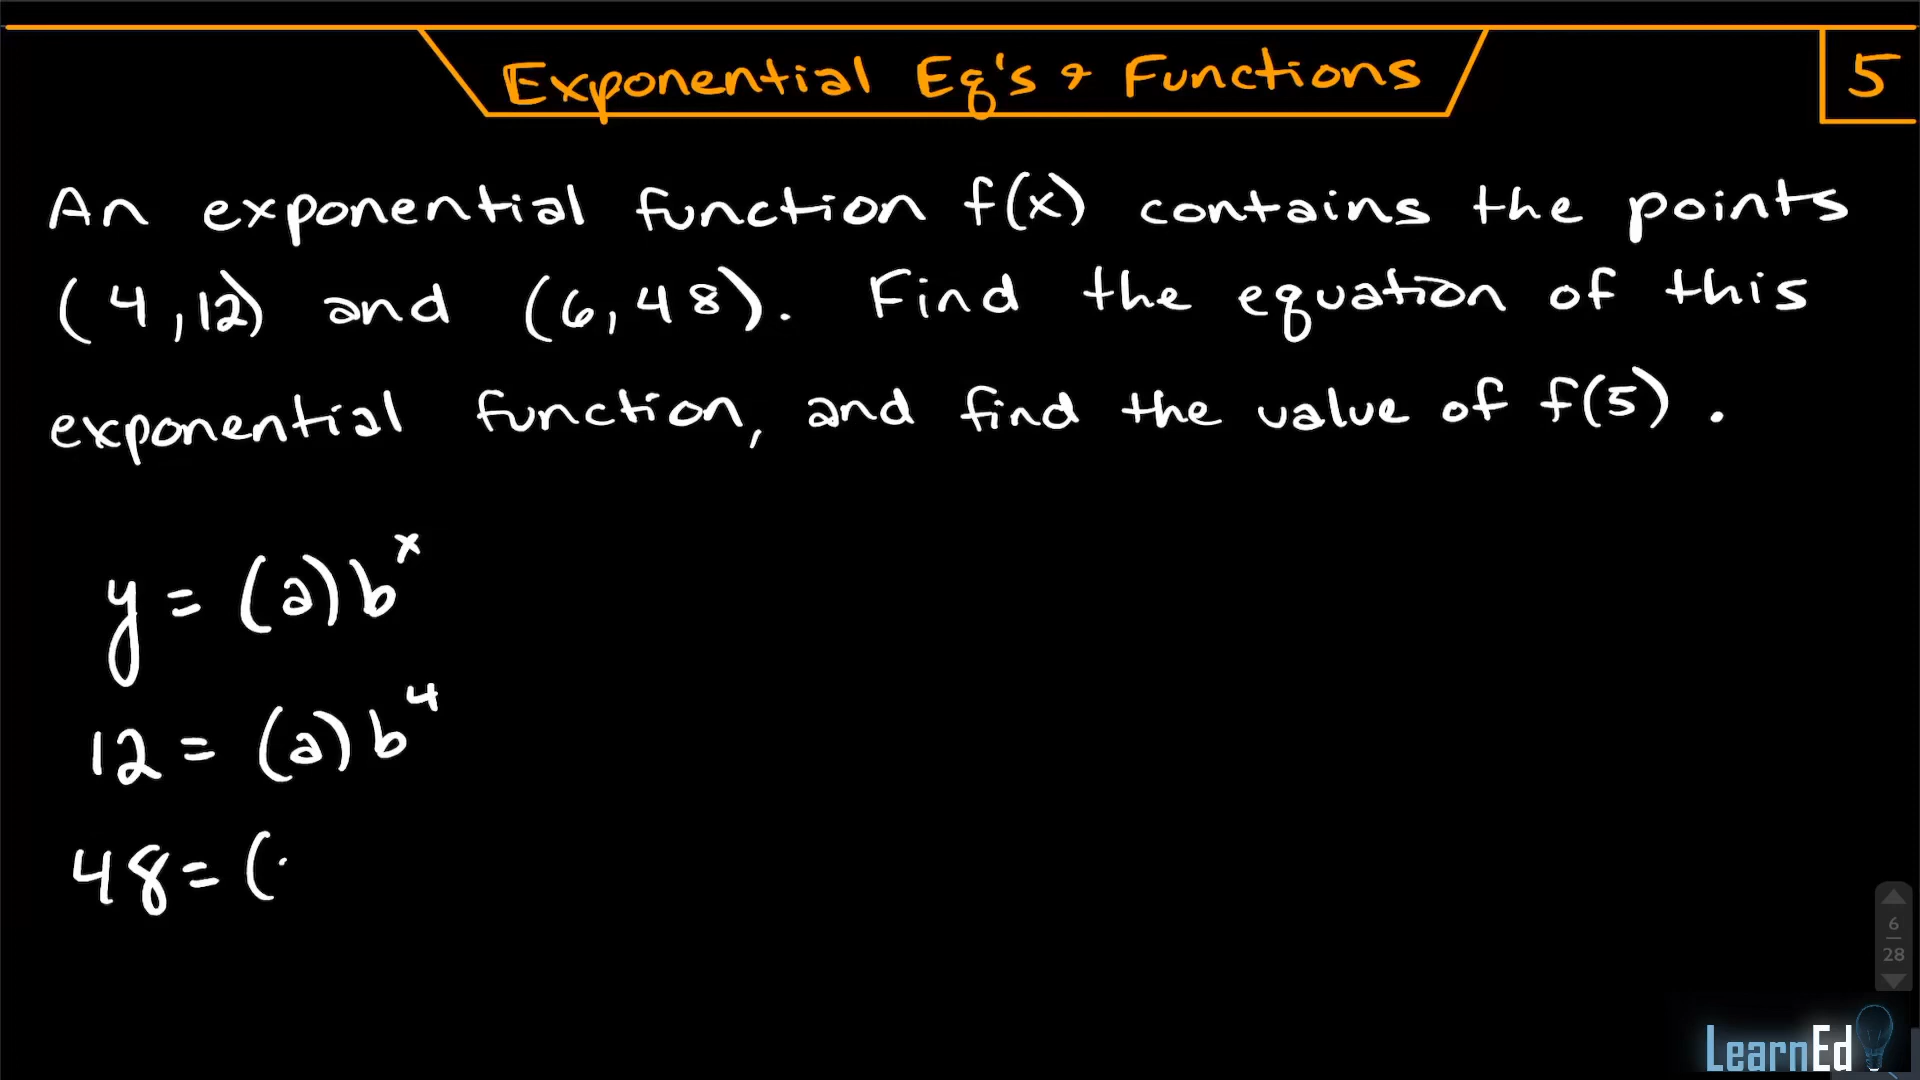 Exponential Eq's & Functions
5
An exponential function f(x) contains the points
(4,12) and (6,48). Find the equation of this
exponential function, and find the value of f(5).
y = (a)b^x
12 = (a)b^4
48 = (
6
28
LearnEd